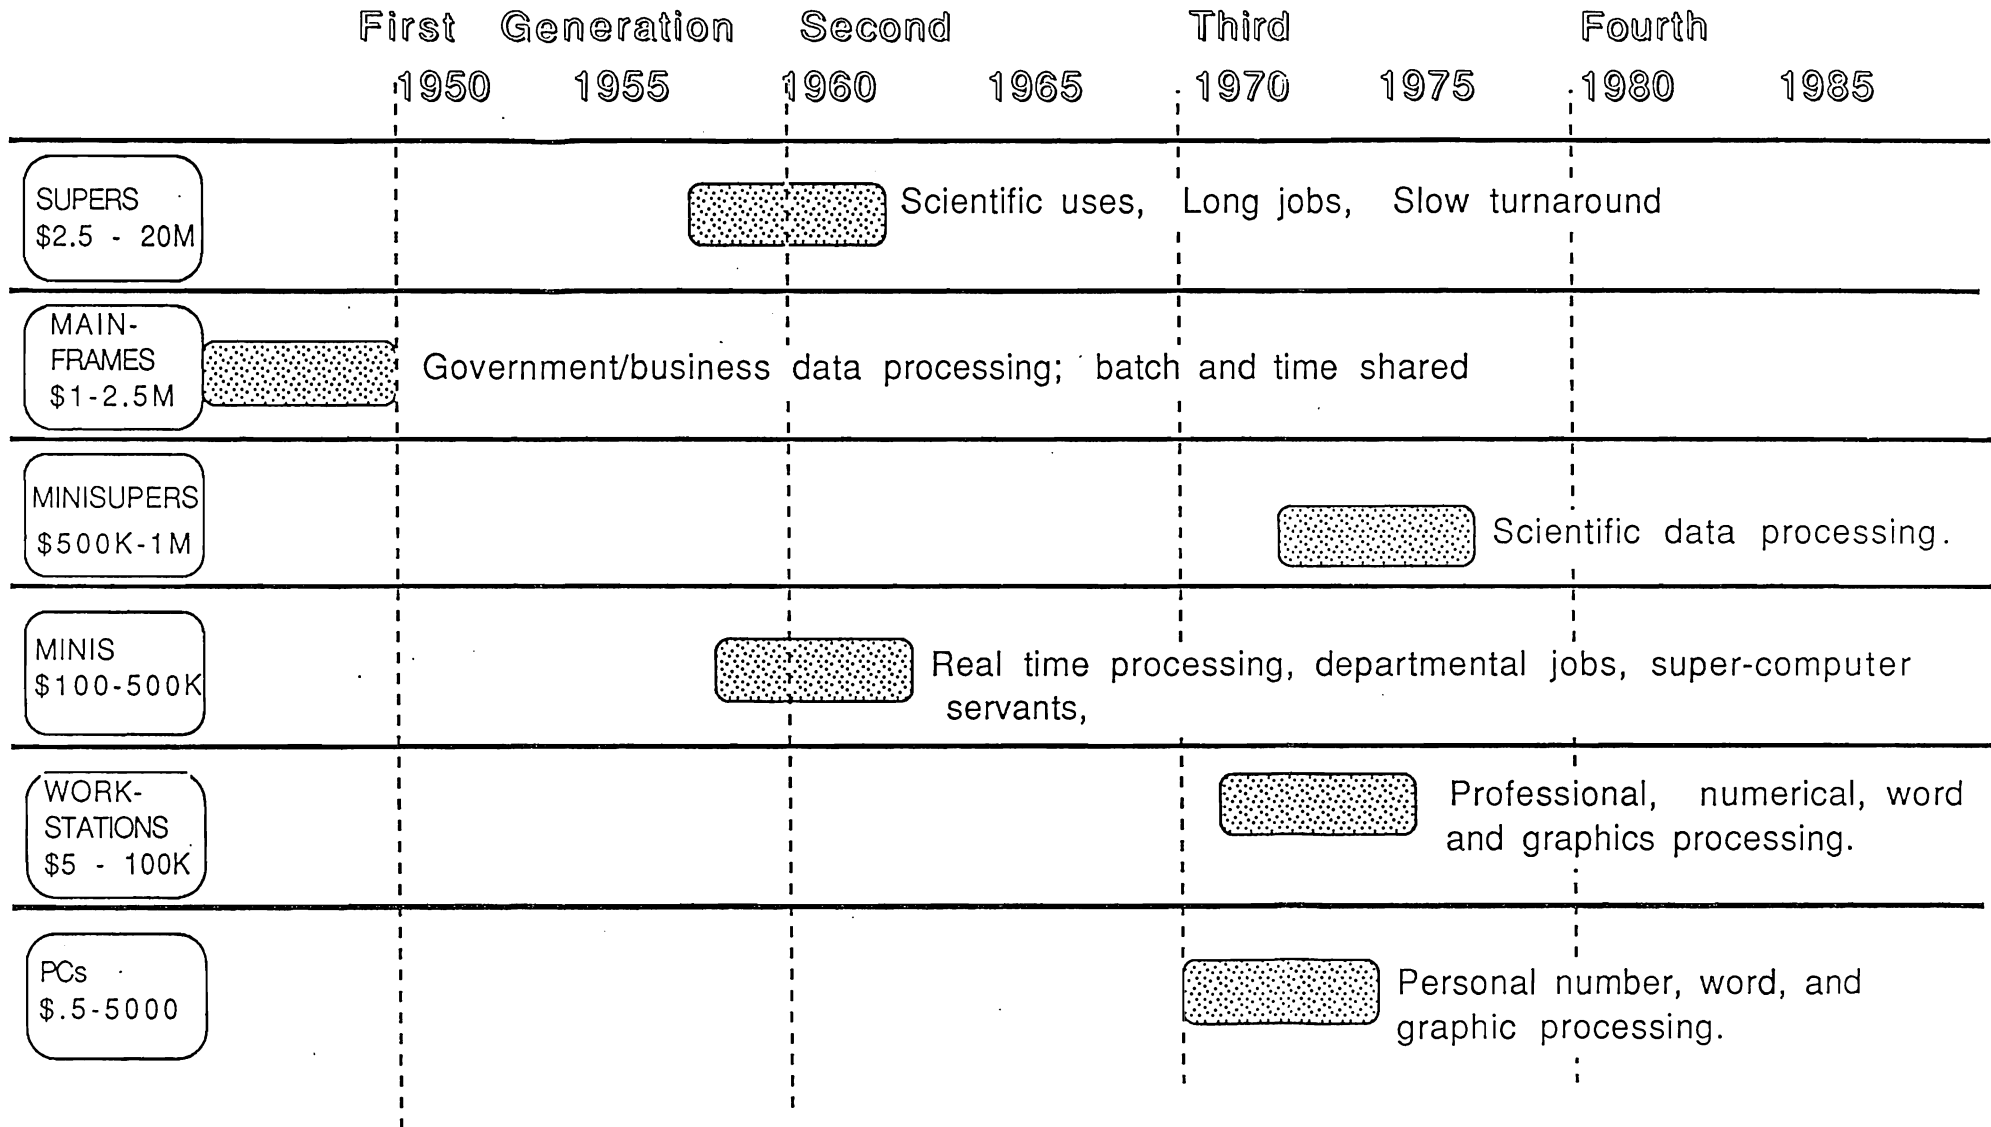 First Generation Second Third Fourth
1950 1955 1960 1965 1970 1975 1980 1985
SUPERS
$2.5 - 20M
Scientific uses, Long jobs, Slow turnaround
MAIN-
FRAMES
$1-2.5M
Government/business data processing; batch and time shared
MINISUPERS
$500K-1M
Scientific data processing.
MINIS
$100-500K
Real time processing, departmental jobs, super-computer
servants,
WORK-
STATIONS
$5 - 100K
Professional, numerical, word
and graphics processing.
PCs
$.5-5000
Personal number, word, and
graphic processing.